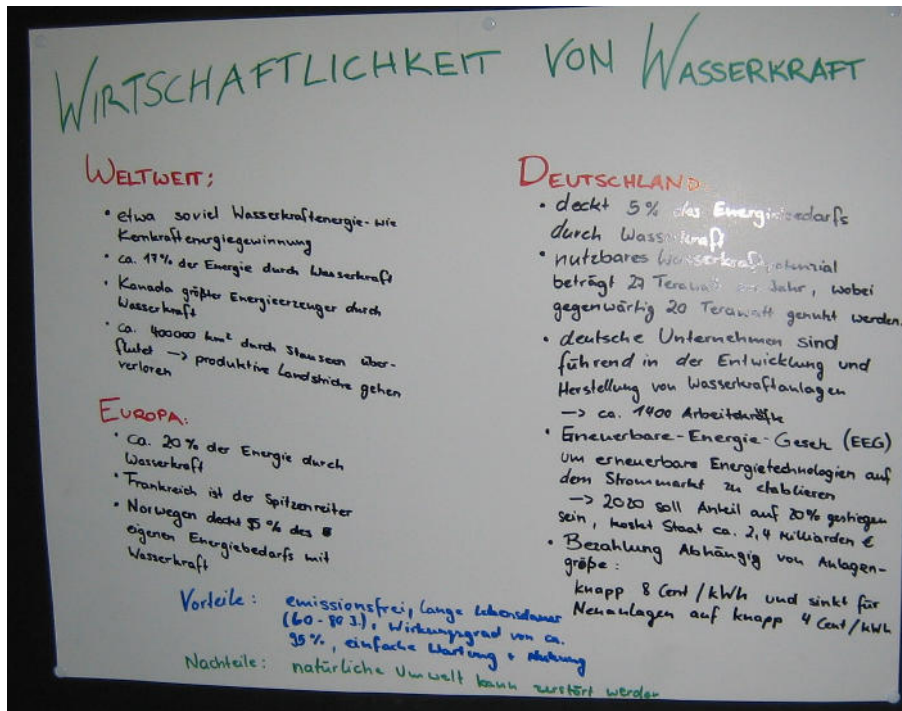 WIRTSCHAFTLICHKEIT VON WASSERKRAFT
WELTWEIT:
• etwa soviel Wasserkraftenergie- wie
Kernkraftenergiegewinnung
• ca. 17% der Energie durch Wasserkraft
• Kanada größter Energieerzeuger durch
Wasserkraft
• ca. 400000 km² durch Stauseen über-
flutet → produktive Landstriche gehen
verloren
EUROPA:
• ca. 20% der Energie durch
Wasserkraft
• Frankreich ist der Spitzenreiter
• Norwegen deckt % des
eigenen Energiebedarfs mit
Wasserkraft
DEUTSCHLAND:
• deckt 5% des Energiebedarfs
durch Wasserkraft
• nutzbares Wasserkraftpotenzial
beträgt 27 Terawatt Jahr, wobei
gegenwärtig 20 Terawatt genutzt werden.
• deutsche Unternehmen sind
führend in der Entwicklung und
Herstellung von Wasserkraftanlagen
→ ca. 1400 Arbeitskräfte
• Erneuerbare-Energie-Gesetz (EEG)
um erneuerbare Energietechnologien auf
dem Strommarkt zu etablieren
→ 2020 soll Anteil auf 20% gestiegen
sein, kostet Staat ca. 2,4 Milliarden €
• Bezahlung Abhängig von Anlagen-
größe:
knapp 8 Cent/kWh und sinkt für
Neuanlagen auf knapp 4 Cent/kWh
Vorteile: emissionsfrei, lange Lebensdauer
(60-80 J.), Wirkungsgrad von ca.
95%, einfache Wartung + Nutzung
Nachteile: natürliche Umwelt kann zerstört werden